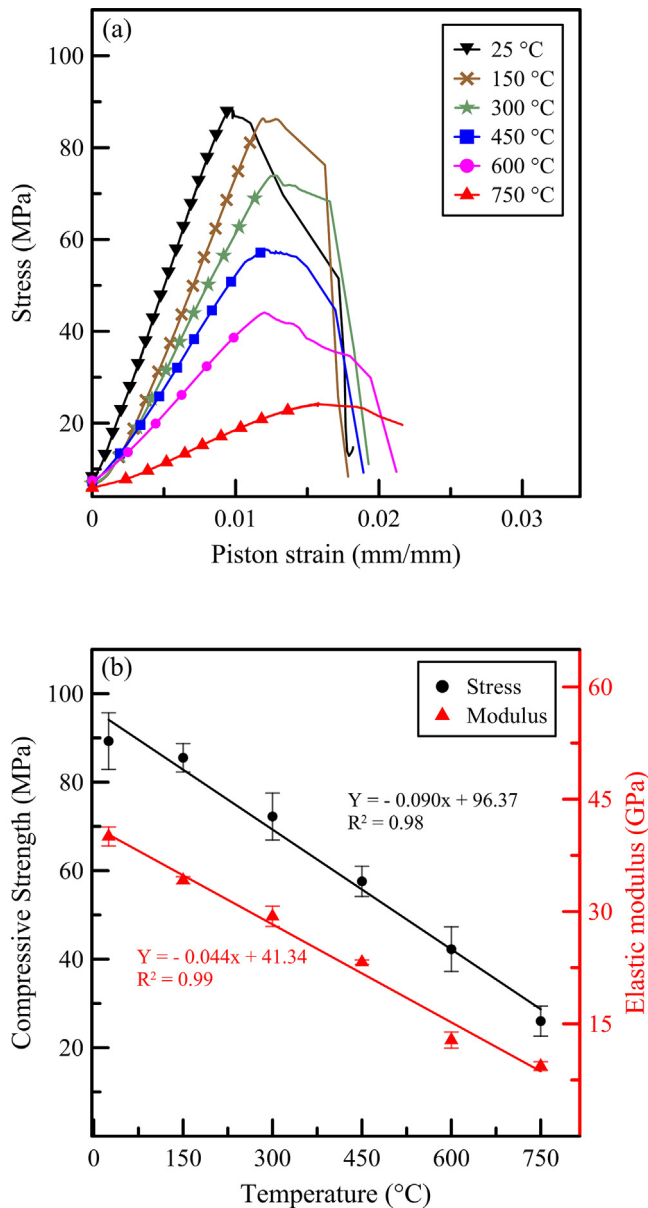 (a)
100
80
60
40
20
Stress (MPa)
25 °C
150 °C
300 °C
450 °C
600 °C
750 °C
0
0.01
0.02
0.03
Piston strain (mm/mm)
(b)
100
80
60
40
20
Compressive Strength (MPa)
Stress
Modulus
Y = - 0.090x + 96.37
R² = 0.98
Y = - 0.044x + 41.34
R² = 0.99
60
45
30
15
Elastic modulus (GPa)
0
150
300
450
600
750
Temperature (°C)